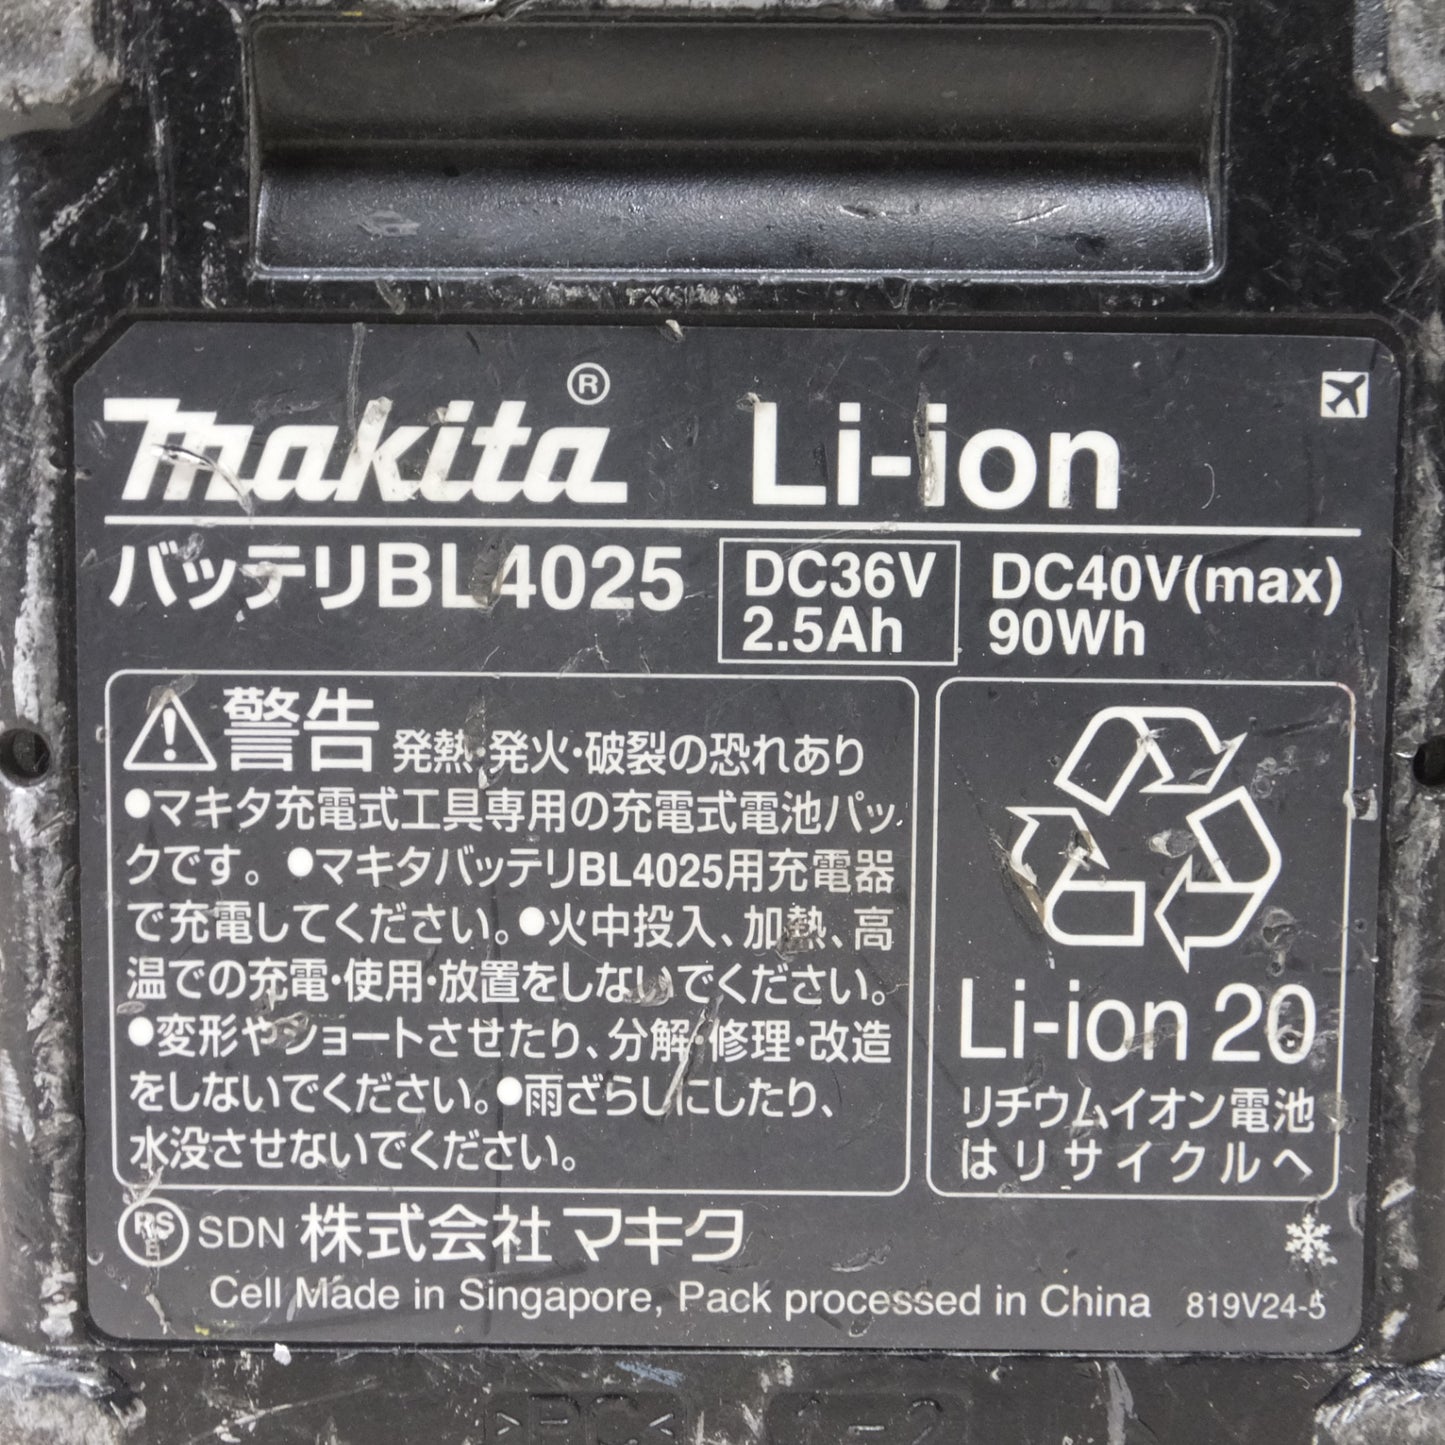 makita® Li-ion
バッテリBL4025 DC36V 2.5Ah DC40V(max) 90Wh
警告 発熱・発火・破裂の恐れあり
●マキタ充電式工具専用の充電式電池パッ
クです。●マキタバッテリBL4025用充電器
で充電してください。●火中投入、加熱、高
温での充電・使用・放置をしないでください。
●変形やショートさせたり、分解・修理・改造
をしないでください。●雨ざらしにしたり、
水没させないでください。
Li-ion 20
リチウムイオン電池
はリサイクルへ
RS
E
SDN 株式会社マキタ
Cell Made in Singapore, Pack processed in China 819V24-5
>PC< 1-2